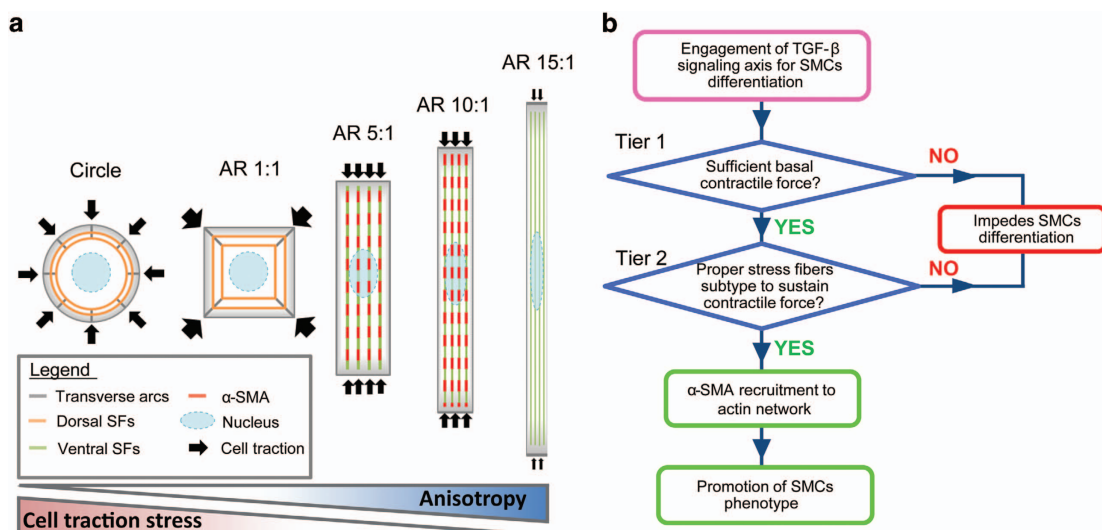 a
Circle
AR 1:1
AR 5:1
AR 10:1
AR 15:1
Legend
Transverse arcs
Dorsal SFs
Ventral SFs
α-SMA
Nucleus
Cell traction
Anisotropy
Cell traction stress
b
Engagement of TGF-β
signaling axis for SMCs
differentiation
Tier 1
Sufficient basal
contractile force?
NO
YES
Impedes SMCs
differentiation
Tier 2
Proper stress fibers
subtype to sustain
contractile force?
NO
YES
α-SMA recruitment to
actin network
Promotion of SMCs
phenotype